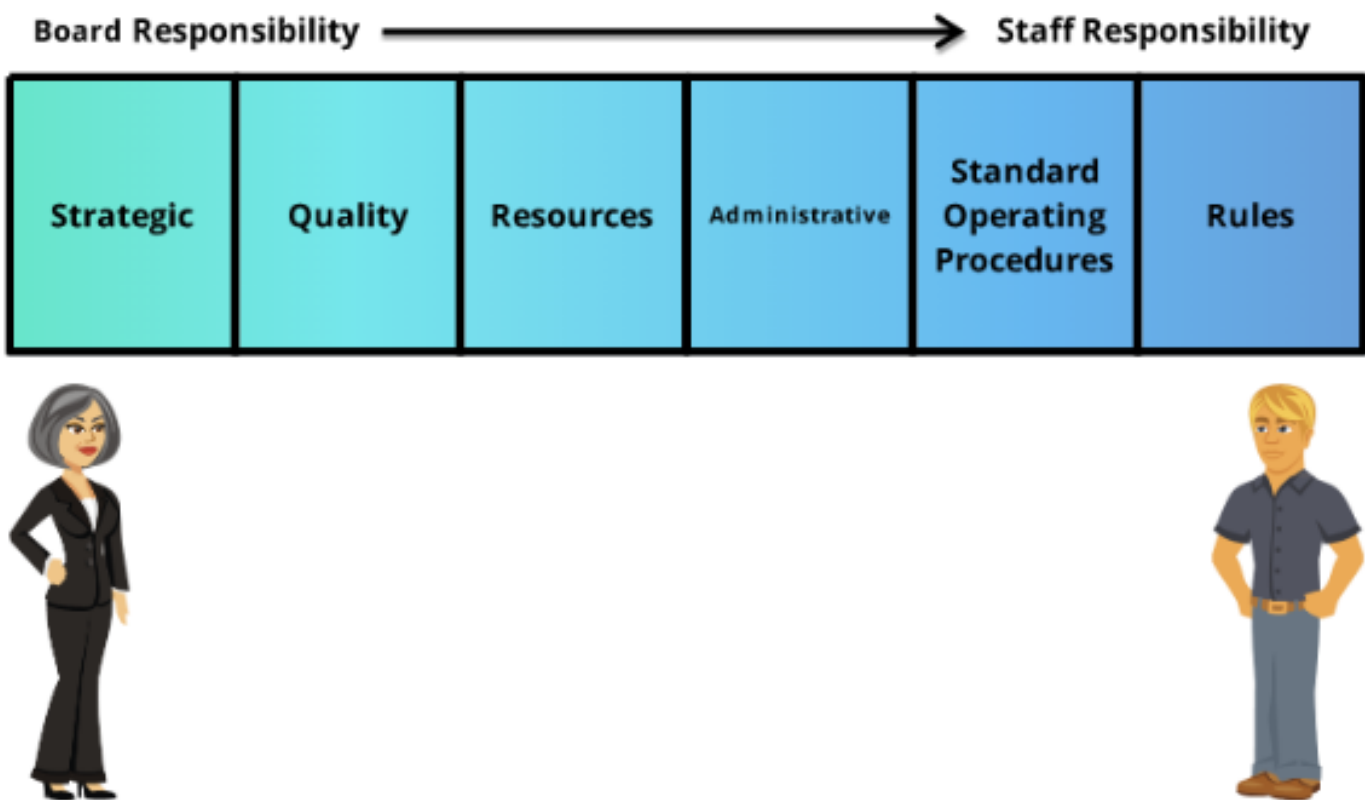 Board Responsibility
Staff Responsibility
Strategic
Quality
Resources
Administrative
Standard
Operating
Procedures
Rules